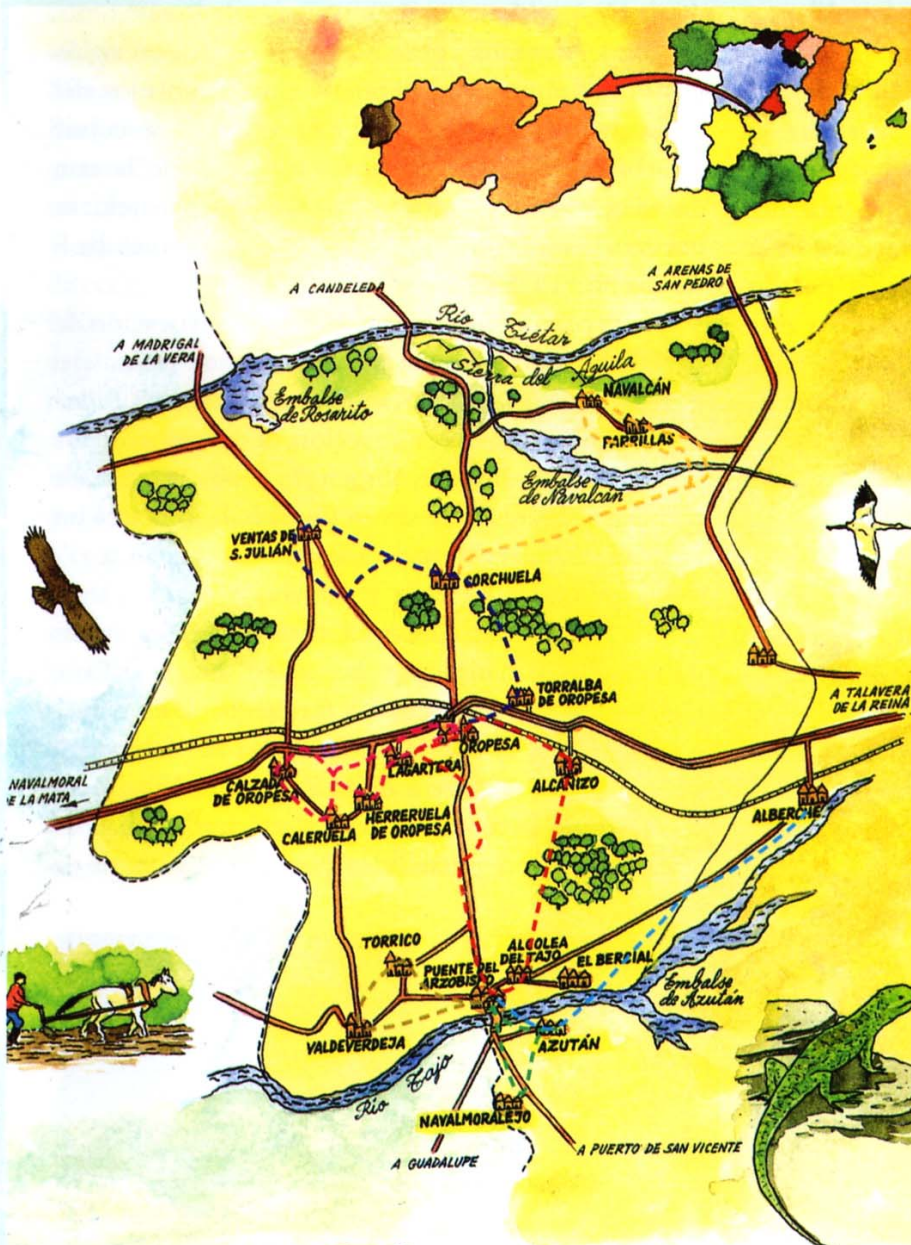 A CANDELEDA
A ARENAS DE
SAN PEDRO
Río
Tiétar
A MADRIGAL
DE LA VERA
Sierra del Águila
Embalse
de Rosarito
NAVALCÁN
PARRILLAS
Embalse
de Navalcán
VENTAS DE
S. JULIÁN
CORCHUELA
TORRALBA
DE OROPESA
A TALAVERA
DE LA REINA
OROPESA
LAGARTERA
ALCAÑIZO
NAVALMORAL
DE LA MATA
CALZADA
DE OROPESA
HERRERUELA
DE OROPESA
CALERUELA
ALBERCHE
TORRICO
ALCOLEA
DEL TAJO
EL BERCIAL
PUENTE DEL
ARZOBIS
Embalse
de Azután
VALDEVERDEJA
AZUTÁN
Río Tajo
NAVALMORALEJO
A GUADALUPE
A PUERTO DE SAN VICENTE